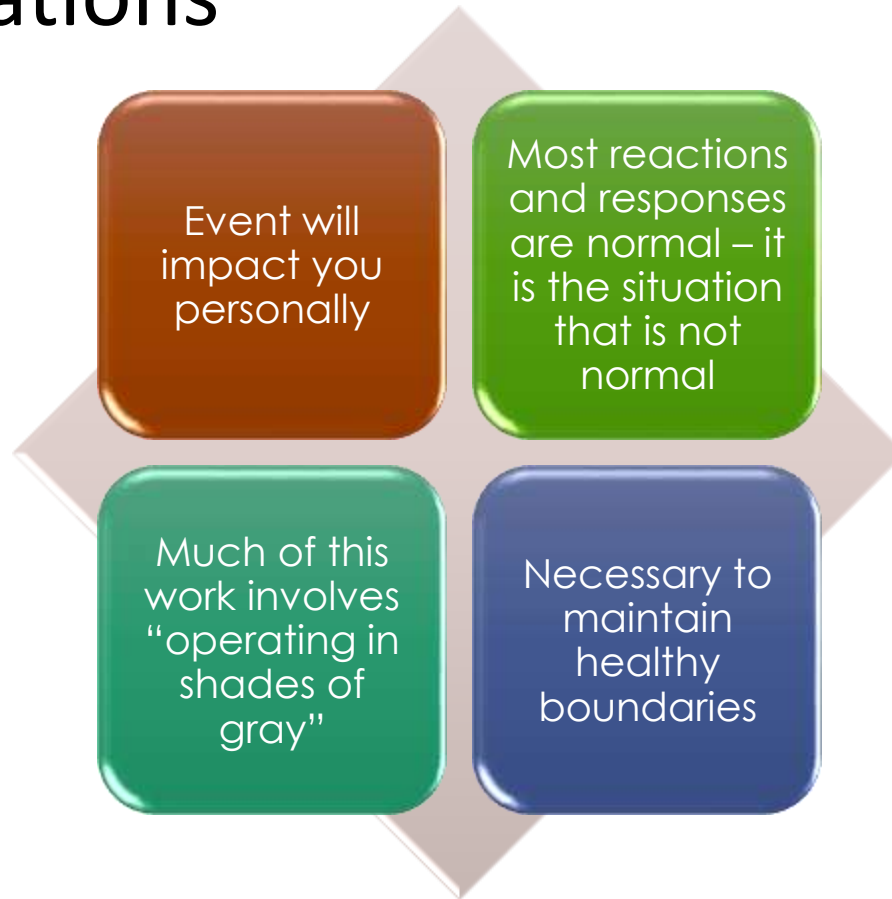 Event will
impact you
personally
Most reactions
and responses
are normal – it
is the situation
that is not
normal
Much of this
work involves
“operating in
shades of
gray”
Necessary to
maintain
healthy
boundaries